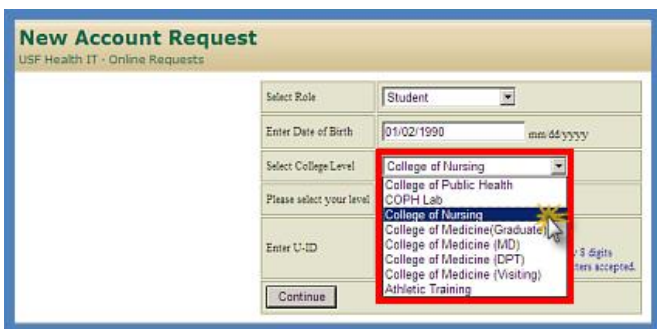 New Account Request
USF Health IT - Online Requests
Select Role
Student
Enter Date of Birth
01/02/1990
mm/dd/yyyy
Select College Level
College of Nursing
College of Public Health
Please select your level
COPH Lab
College of Nursing
College of Medicine(Graduate)
Enter U-ID
College of Medicine (MD)
8 digits
College of Medicine (DPT)
accepted.
College of Medicine (Visiting)
Athletic Training
Continue